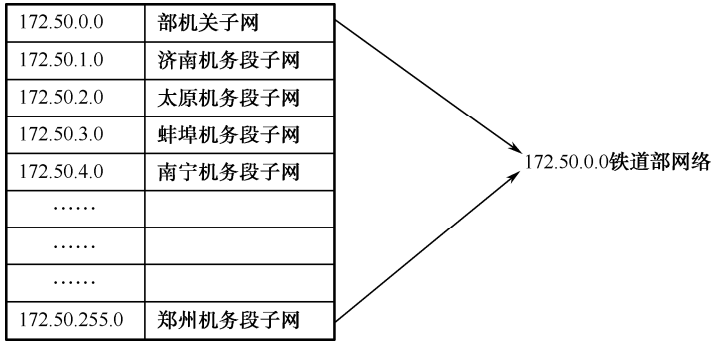 172.50.0.0 部机关子网
172.50.1.0 济南机务段子网
172.50.2.0 太原机务段子网
172.50.3.0 蚌埠机务段子网
172.50.4.0 南宁机务段子网
……
……
……
172.50.255.0 郑州机务段子网
172.50.0.0铁道部网络